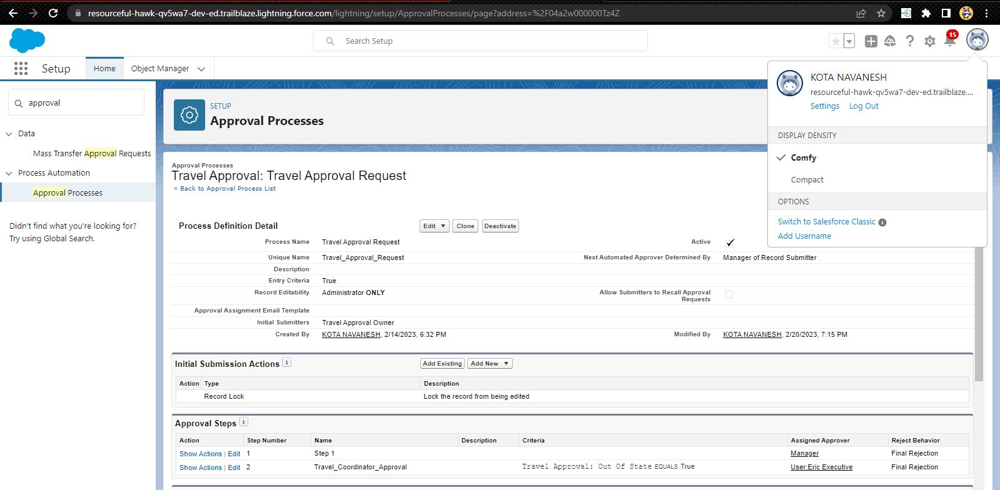 resourceful-hawk-qv5wa7-dev-ed.trailblaze.lightning.force.com/lightning/setup/ApprovalProcesses/page?address=%2F04a2w000000Tz4Z
Search Setup
15
Setup
Home
Object Manager
approval
Data
Mass Transfer Approval Requests
Process Automation
Approval Processes
Didn't find what you're looking for?
Try using Global Search.
SETUP
Approval Processes
KOTA NAVANESH
resourceful-hawk-qv5wa7-dev-ed.trailblaze....
Settings Log Out
DISPLAY DENSITY
Comfy
Compact
OPTIONS
Switch to Salesforce Classic i
Add Username
Approval Processes
Travel Approval: Travel Approval Request
« Back to Approval Process List
Process Definition Detail Edit Clone Deactivate
Process Name Travel Approval Request Active
Unique Name Travel_Approval_Request Next Automated Approver Determined By Manager of Record Submitter
Description
Entry Criteria True
Record Editability Administrator ONLY Allow Submitters to Recall Approval
Requests
Approval Assignment Email Template
Initial Submitters Travel Approval Owner
Created By KOTA NAVANESH, 2/14/2023, 6:32 PM Modified By KOTA NAVANESH, 2/20/2023, 7:15 PM
Initial Submission Actions i Add Existing Add New
Action Type Description
Record Lock Lock the record from being edited
Approval Steps i
Action Step Number Name Description Criteria Assigned Approver Reject Behavior
Show Actions | Edit 1 Step 1 Manager Final Rejection
Show Actions | Edit 2 Travel_Coordinator_Approval Travel Approval: Out Of State EQUALS True User:Eric Executive Final Rejection